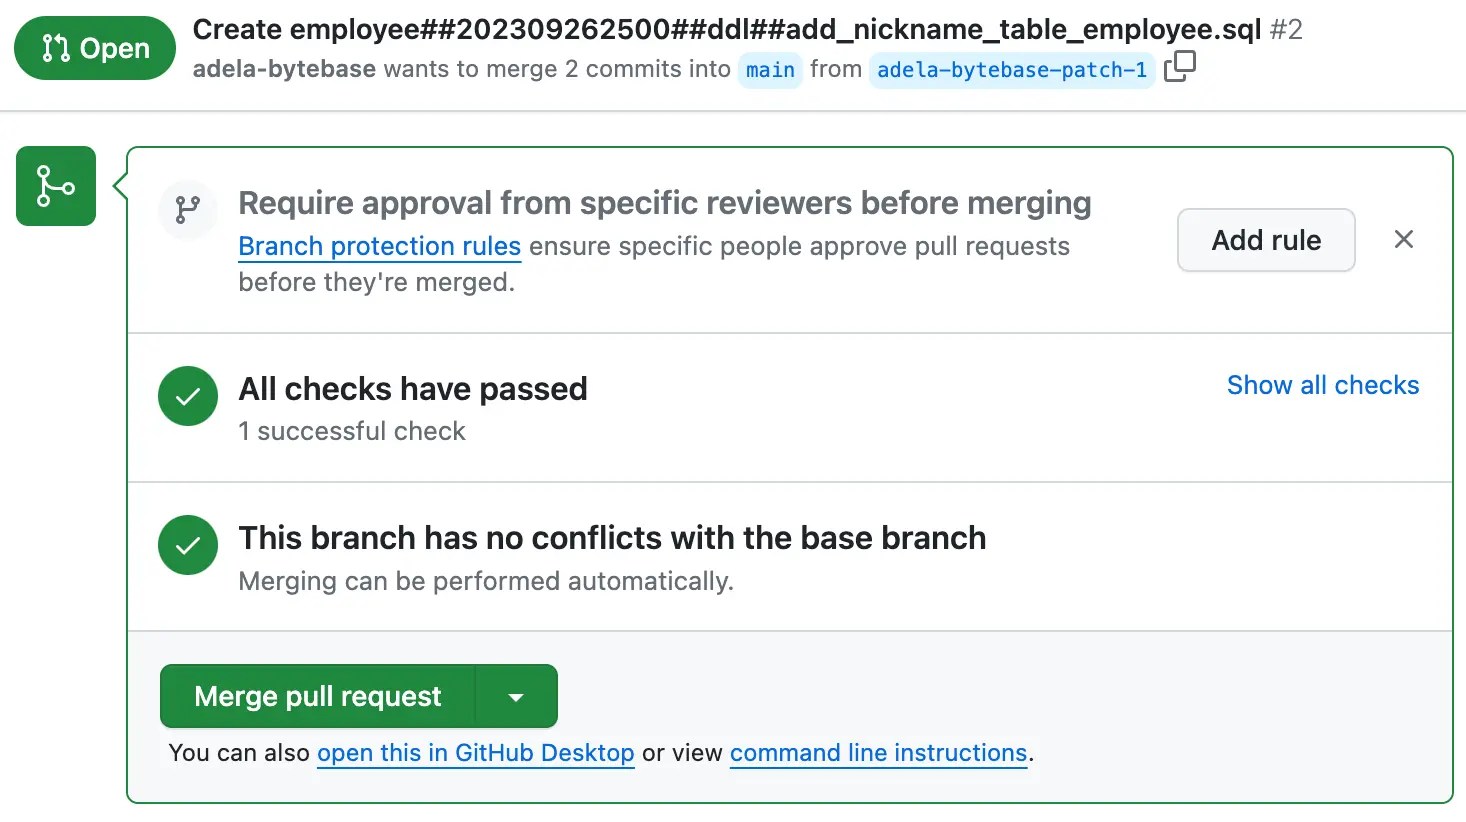 Open
Create employee##202309262500##ddl##add_nickname_table_employee.sql #2
adela-bytebase wants to merge 2 commits into main from adela-bytebase-patch-1
Require approval from specific reviewers before merging
Branch protection rules ensure specific people approve pull requests
before they're merged.
Add rule
All checks have passed
Show all checks
1 successful check
This branch has no conflicts with the base branch
Merging can be performed automatically.
Merge pull request
You can also open this in GitHub Desktop or view command line instructions.